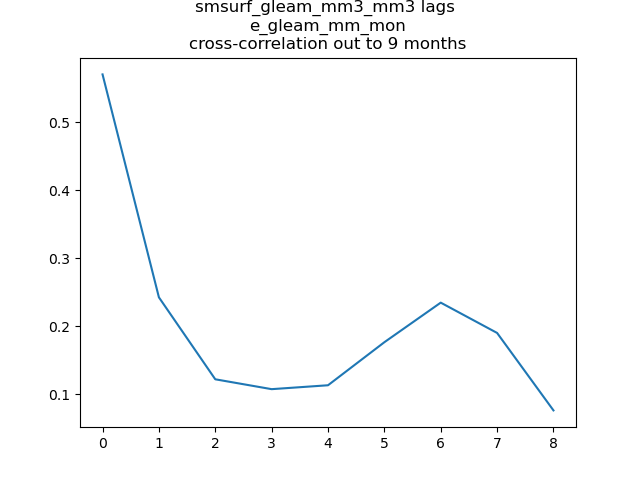 smsurf_gleam_mm3_mm3 lags
e_gleam_mm_mon
cross-correlation out to 9 months
0.5
0.4
0.3
0.2
0.1
0 1 2 3 4 5 6 7 8